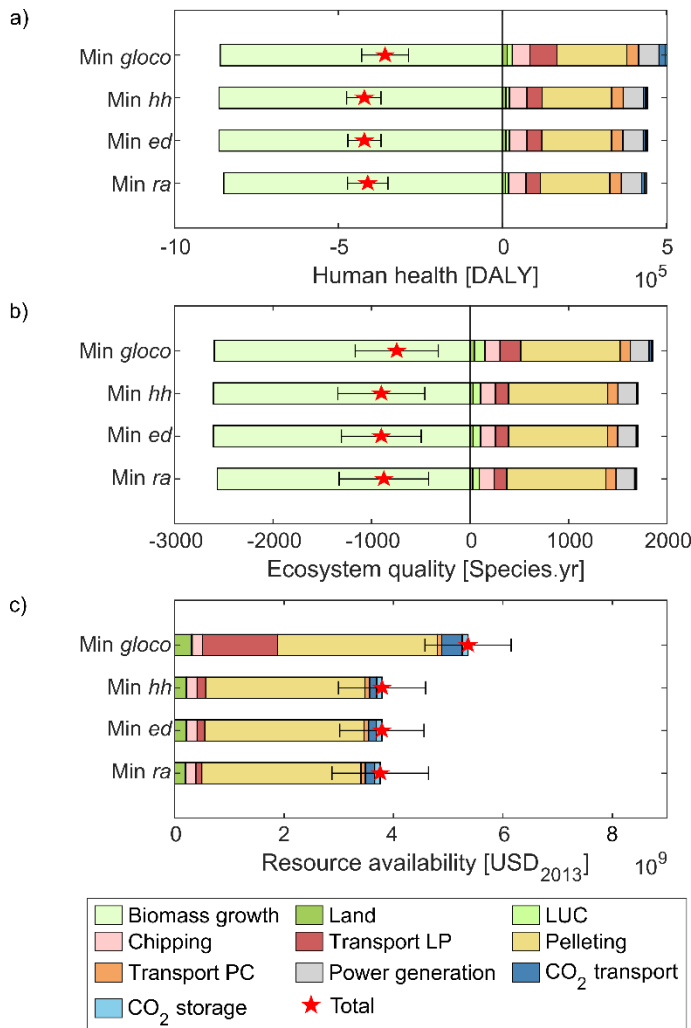 a)
Min gloco
Min hh
Min ed
Min ra
-10 -5 0 5
Human health [DALY] 10^5
b)
Min gloco
Min hh
Min ed
Min ra
-3000 -2000 -1000 0 1000 2000
Ecosystem quality [Species.yr]
c)
Min gloco
Min hh
Min ed
Min ra
0 2 4 6 8
Resource availability [USD_2013] 10^9
Biomass growth Land LUC
Chipping Transport LP Pelleting
Transport PC Power generation CO_2 transport
CO_2 storage Total